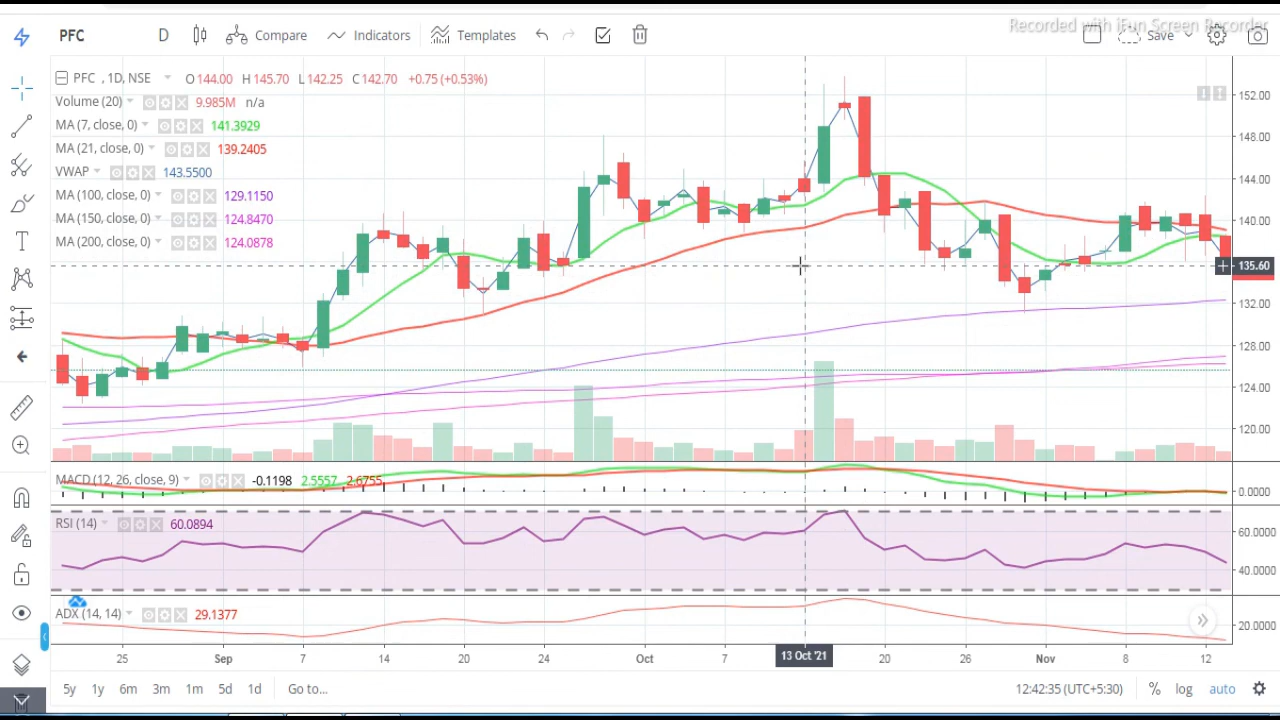 Recorded with iFun Screen Recorder
PFC D Compare Indicators Templates Save
PFC , 1D, NSE O 144.00 H 145.70 L 142.25 C 142.70 +0.75 (+0.53%)
Volume (20) 9.985M n/a
MA (7, close, 0) 141.3929
MA (21, close, 0) 139.2405
VWAP 143.5500
MA (100, close, 0) 129.1150
MA (150, close, 0) 124.8470
MA (200, close, 0) 124.0878
152.00
148.00
144.00
140.00
135.60
132.00
128.00
124.00
120.00
MACD (12, 26, close, 9) -0.1198 2.5557 2.6755
0.0000
RSI (14) 60.0894
60.0000
40.0000
ADX (14, 14) 29.1377
20.0000
25 Sep 7 14 20 24 Oct 7 13 Oct '21 20 26 Nov 8 12
5y 1y 6m 3m 1m 5d 1d Go to... 12:42:35 (UTC+5:30) % log auto